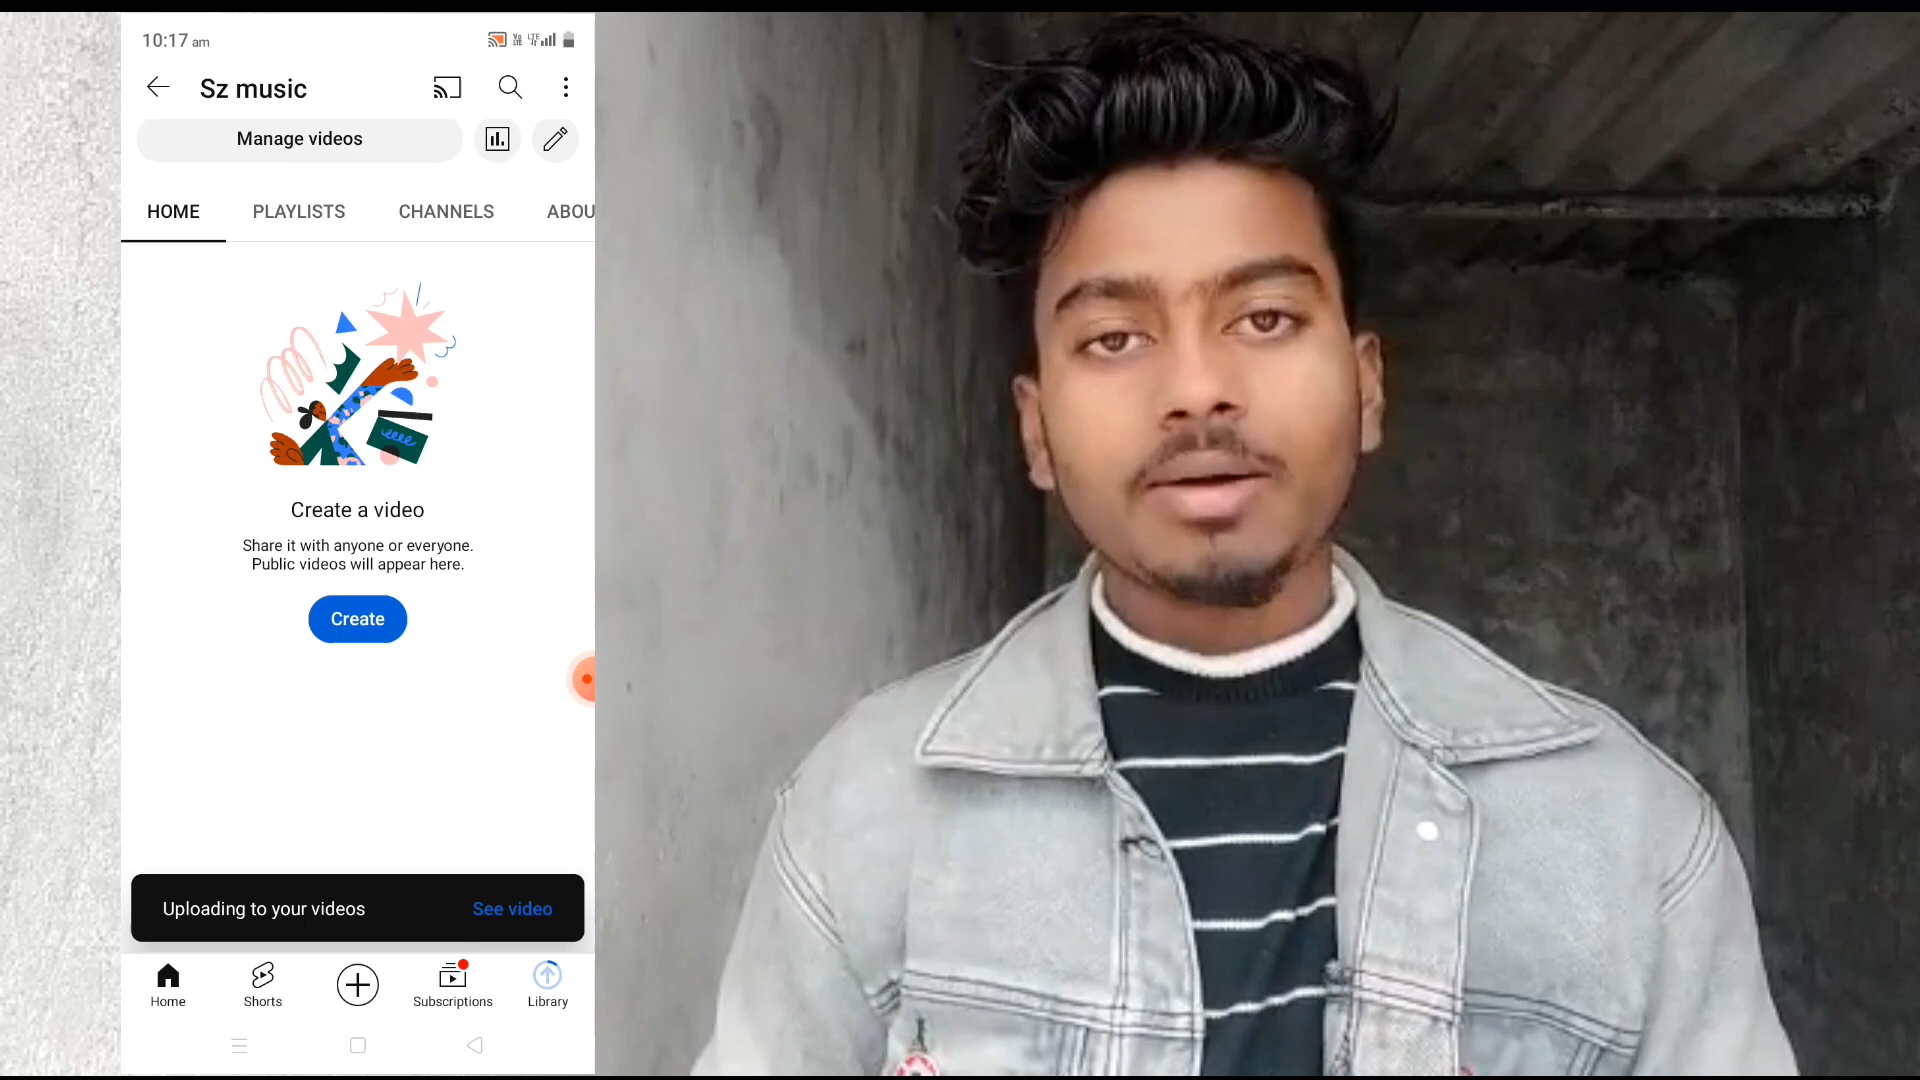 10:17 am
Sz music
Manage videos
HOME PLAYLISTS CHANNELS ABOU
Create a video
Share it with anyone or everyone.
Public videos will appear here.
Create
Uploading to your videos See video
Home Shorts Subscriptions Library